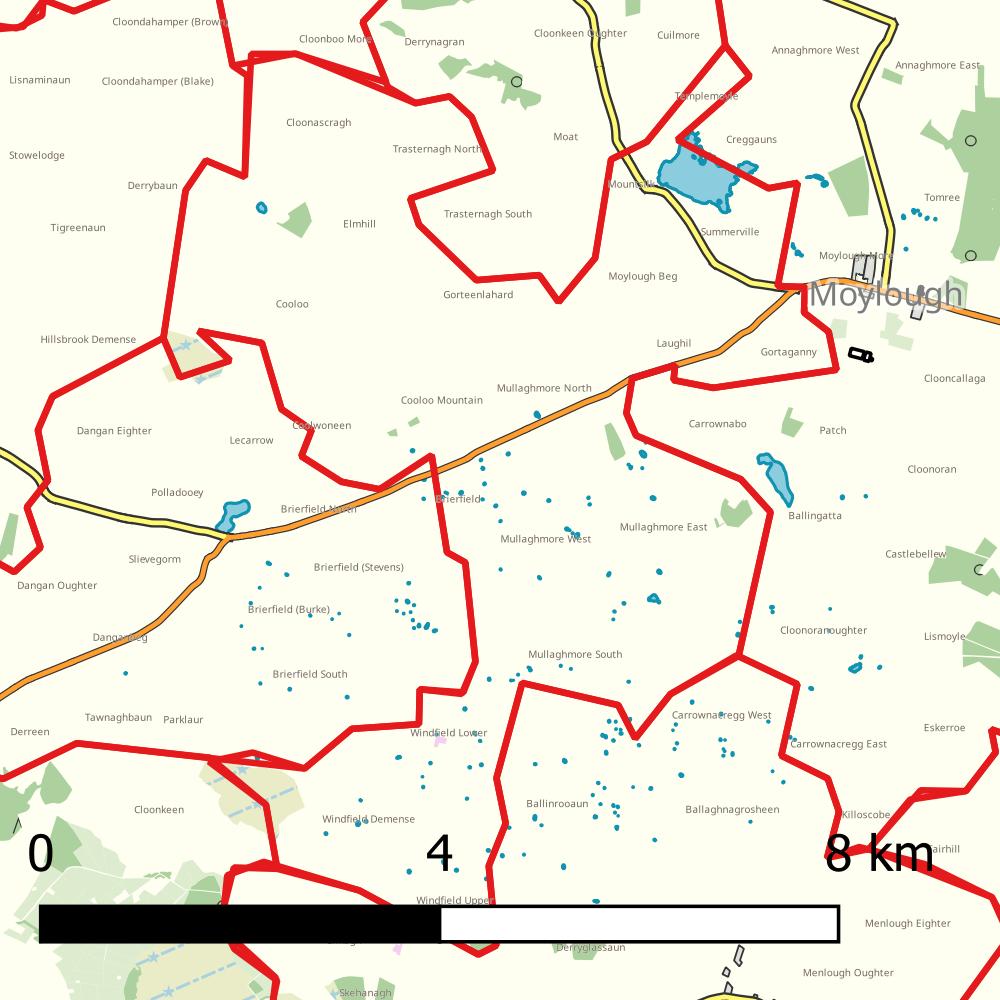 Cloondahamper (Brown)
Cloonboo More
Derrynagran
Cloonkeen Oughter
Cuilmore
Annaghmore West
Annaghmore East
Lisnaminaun
Cloondahamper (Blake)
Templemoyle
Cloonascragh
Moat
Creggauns
Trasternagh North
Stowelodge
Derrybaun
Mountsilk
Tomree
Trasternagh South
Tigreenaun
Elmhill
Summerville
Moylough More
Moylough Beg
Gorteenlahard
Moylough
Cooloo
Hillsbrook Demense
Laughil
Gortaganny
Clooncallaga
Mullaghmore North
Cooloo Mountain
Coolwoneen
Carrownabo
Patch
Dangan Eighter
Lecarrow
Cloonoran
Polladooey
Brierfield
Brierfield North
Ballingatta
Mullaghmore East
Mullaghmore West
Castlebellew
Slievegorm
Brierfield (Stevens)
Dangan Oughter
Brierfield (Burke)
Danganbeg
Cloonoranoughter
Lismoyle
Mullaghmore South
Brierfield South
Tawnaghbaun
Parklaur
Carrownacregg West
Derreen
Windfield Lower
Eskerroe
Carrownacregg East
Cloonkeen
Ballinrooaun
Ballaghnagrosheen
Killoscobe
Windfield Demense
0
4
8 km
Fairhill
Windfield Upper
Menlough Eighter
Derryglassaun
Menlough Oughter
Skehanagh